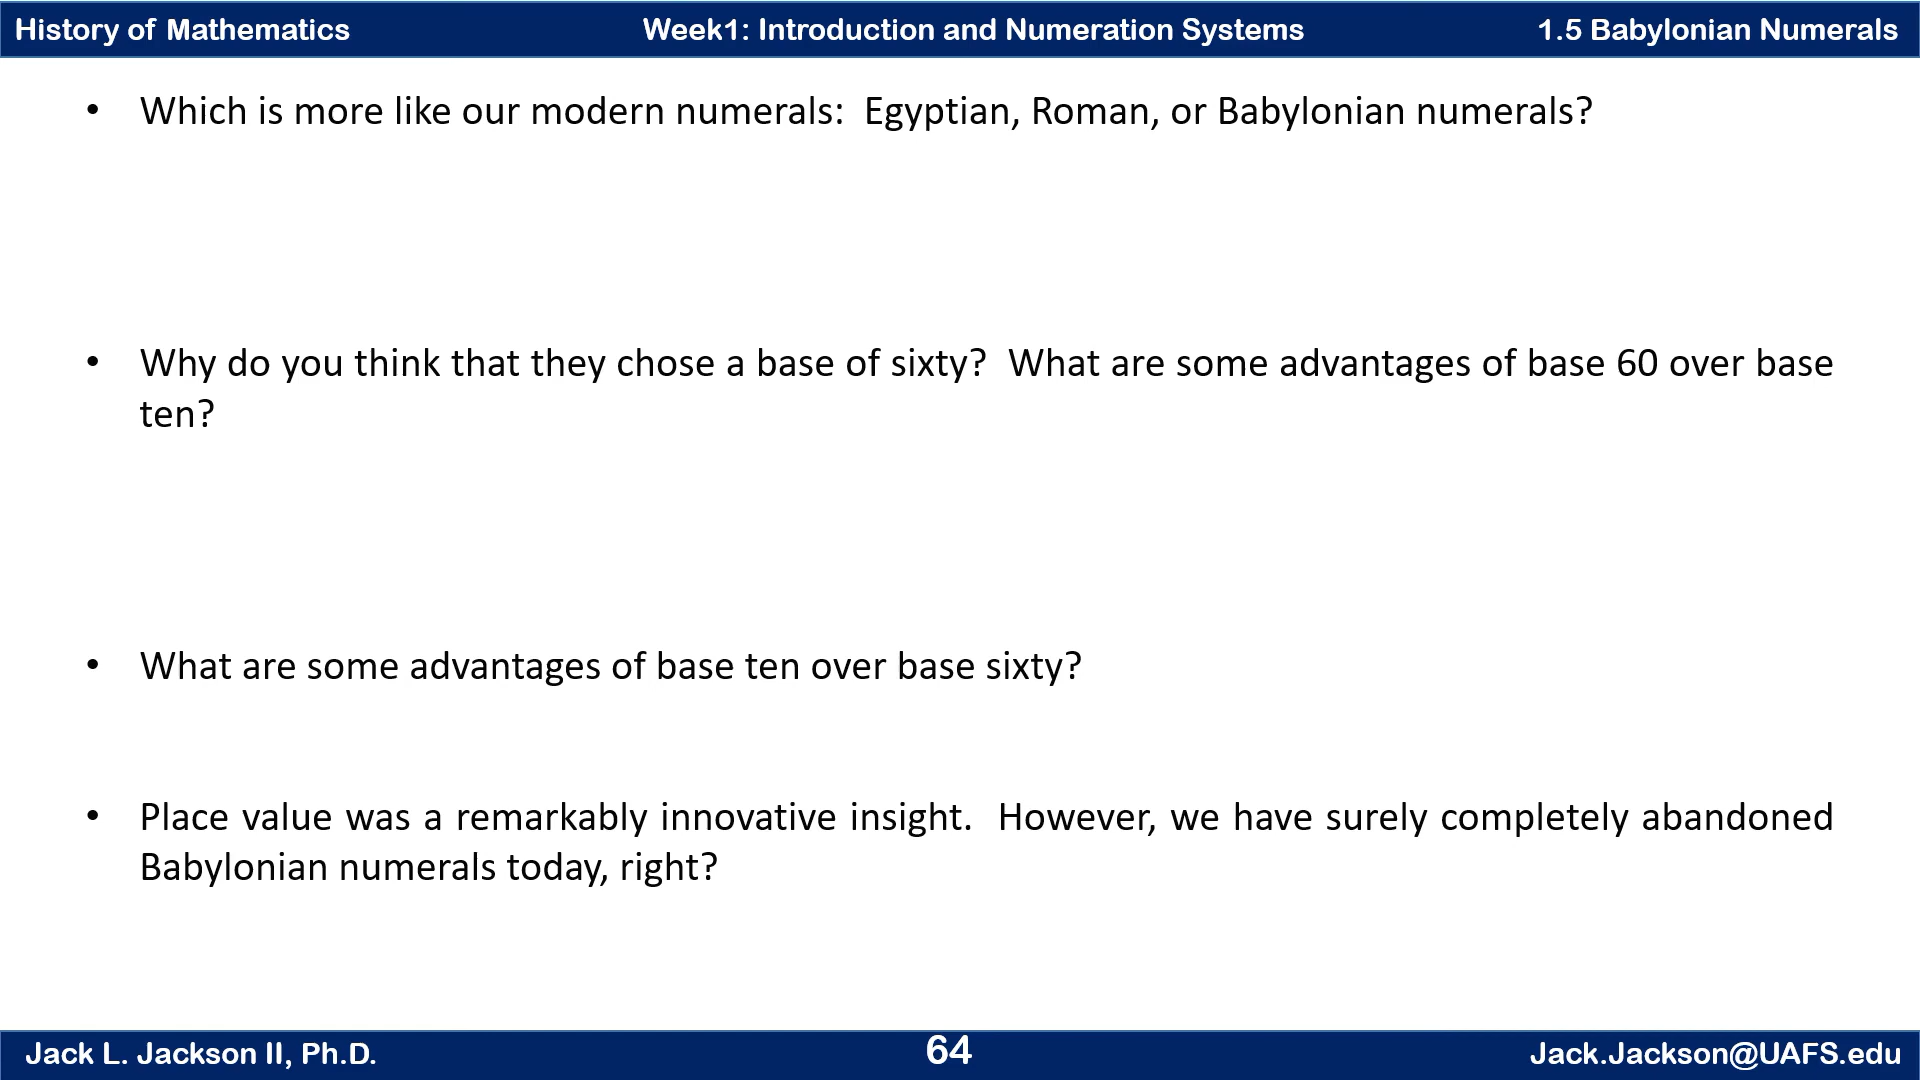 History of Mathematics Week1: Introduction and Numeration Systems 1.5 Babylonian Numerals
• Which is more like our modern numerals:  Egyptian, Roman, or Babylonian numerals?
• Why do you think that they chose a base of sixty?  What are some advantages of base 60 over base
ten?
• What are some advantages of base ten over base sixty?
• Place value was a remarkably innovative insight.  However, we have surely completely abandoned
Babylonian numerals today, right?
Jack L. Jackson II, Ph.D. 64 Jack.Jackson@UAFS.edu